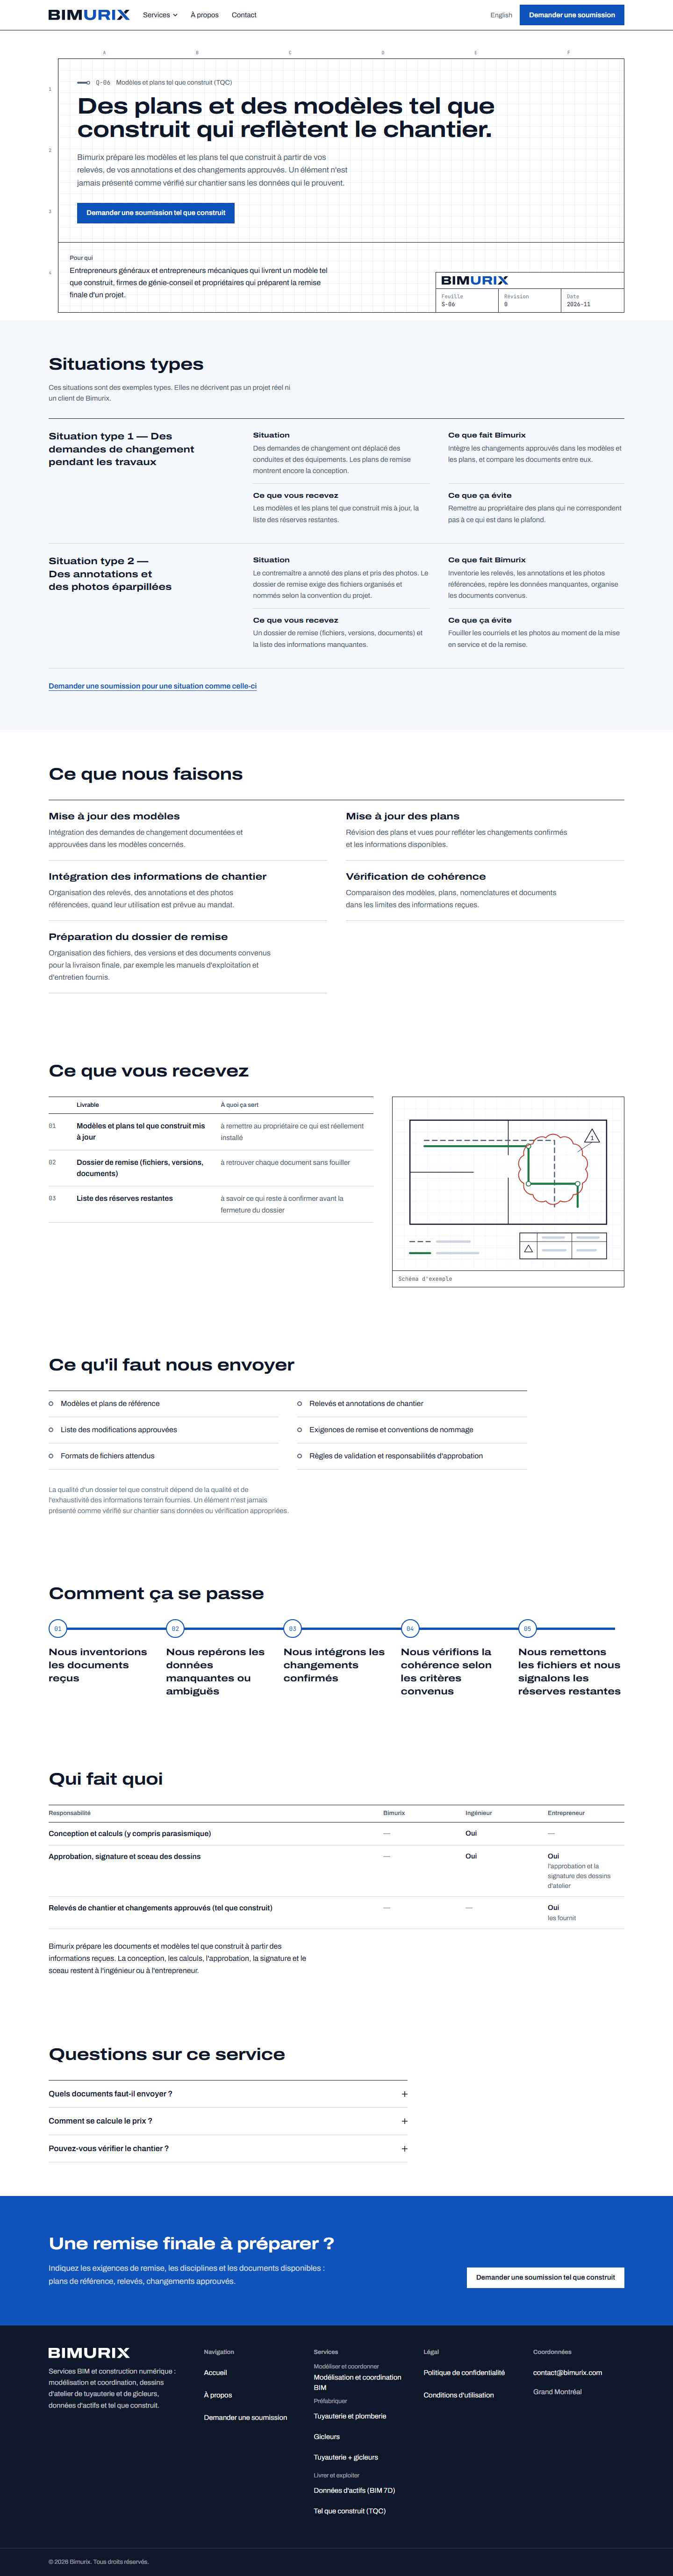 BIMURIX
Services
À propos
Contact
English
Demander une soumission
A B C D E F
1
2
3
4
Q-06 Modèles et plans tel que construit (TQC)
Des plans et des modèles tel que
construit qui reflètent le chantier.
Bimurix prépare les modèles et les plans tel que construit à partir de vos
relevés, de vos annotations et des changements approuvés. Un élément n'est
jamais présenté comme vérifié sur chantier sans les données qui le prouvent.
Demander une soumission tel que construit
Pour qui
Entrepreneurs généraux et entrepreneurs mécaniques qui livrent un modèle tel
que construit, firmes de génie-conseil et propriétaires qui préparent la remise
finale d'un projet.
BIMURIX
Feuille
S-06
Révision
0
Date
2026-11
Situations types
Ces situations sont des exemples types. Elles ne décrivent pas un projet réel ni
un client de Bimurix.
Situation type 1 — Des
demandes de changement
pendant les travaux
Situation
Des demandes de changement ont déplacé des
conduites et des équipements. Les plans de remise
montrent encore la conception.
Ce que fait Bimurix
Intègre les changements approuvés dans les modèles et
les plans, et compare les documents entre eux.
Ce que vous recevez
Les modèles et les plans tel que construit mis à jour, la
liste des réserves restantes.
Ce que ça évite
Remettre au propriétaire des plans qui ne correspondent
pas à ce qui est dans le plafond.
Situation type 2 —
Des annotations et
des photos éparpillées
Situation
Le contremaître a annoté des plans et pris des photos. Le
dossier de remise exige des fichiers organisés et
nommés selon la convention du projet.
Ce que fait Bimurix
Inventorie les relevés, les annotations et les photos
référencées, repère les données manquantes, organise
les documents convenus.
Ce que vous recevez
Un dossier de remise (fichiers, versions, documents) et
la liste des informations manquantes.
Ce que ça évite
Fouiller les courriels et les photos au moment de la mise
en service et de la remise.
Demander une soumission pour une situation comme celle-ci
Ce que nous faisons
Mise à jour des modèles
Intégration des demandes de changement documentées et
approuvées dans les modèles concernés.
Mise à jour des plans
Révision des plans et vues pour refléter les changements confirmés
et les informations disponibles.
Intégration des informations de chantier
Organisation des relevés, des annotations et des photos
référencées, quand leur utilisation est prévue au mandat.
Vérification de cohérence
Comparaison des modèles, plans, nomenclatures et documents
dans les limites des informations reçues.
Préparation du dossier de remise
Organisation des fichiers, des versions et des documents convenus
pour la livraison finale, par exemple les manuels d'exploitation et
d'entretien fournis.
Ce que vous recevez
Livrable
À quoi ça sert
01
Modèles et plans tel que construit mis
à jour
à remettre au propriétaire ce qui est réellement
installé
02
Dossier de remise (fichiers, versions,
documents)
à retrouver chaque document sans fouiller
03
Liste des réserves restantes
à savoir ce qui reste à confirmer avant la
fermeture du dossier
1
Schéma d'exemple
Ce qu'il faut nous envoyer
Modèles et plans de référence
Relevés et annotations de chantier
Liste des modifications approuvées
Exigences de remise et conventions de nommage
Formats de fichiers attendus
Règles de validation et responsabilités d'approbation
La qualité d'un dossier tel que construit dépend de la qualité et de
l'exhaustivité des informations terrain fournies. Un élément n'est jamais
présenté comme vérifié sur chantier sans données ou vérification appropriées.
Comment ça se passe
01
Nous inventorions
les documents
reçus
02
Nous repérons les
données
manquantes ou
ambiguës
03
Nous intégrons les
changements
confirmés
04
Nous vérifions la
cohérence selon
les critères
convenus
05
Nous remettons
les fichiers et nous
signalons les
réserves restantes
Qui fait quoi
Responsabilité
Bimurix
Ingénieur
Entrepreneur
Conception et calculs (y compris parasismique)
—
Oui
—
Approbation, signature et sceau des dessins
—
Oui
Oui
l'approbation et la
signature des dessins
d'atelier
Relevés de chantier et changements approuvés (tel que construit)
—
—
Oui
les fournit
Bimurix prépare les documents et modèles tel que construit à partir des
informations reçues. La conception, les calculs, l'approbation, la signature et le
sceau restent à l'ingénieur ou à l'entrepreneur.
Questions sur ce service
Quels documents faut-il envoyer ?
Comment se calcule le prix ?
Pouvez-vous vérifier le chantier ?
Une remise finale à préparer ?
Indiquez les exigences de remise, les disciplines et les documents disponibles :
plans de référence, relevés, changements approuvés.
Demander une soumission tel que construit
BIMURIX
Services BIM et construction numérique :
modélisation et coordination, dessins
d'atelier de tuyauterie et de gicleurs,
données d'actifs et tel que construit.
Navigation
Accueil
À propos
Demander une soumission
Services
Modéliser et coordonner
Modélisation et coordination
BIM
Préfabriquer
Tuyauterie et plomberie
Gicleurs
Tuyauterie + gicleurs
Livrer et exploiter
Données d'actifs (BIM 7D)
Tel que construit (TQC)
Légal
Politique de confidentialité
Conditions d'utilisation
Coordonnées
contact@bimurix.com
Grand Montréal
© 2026 Bimurix. Tous droits réservés.